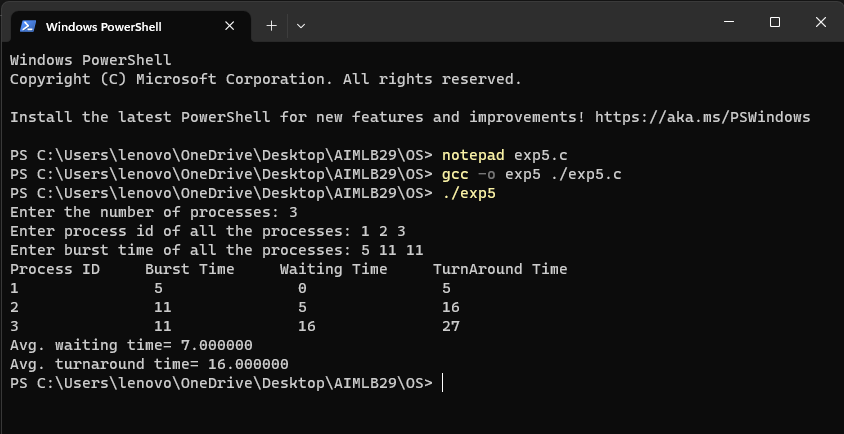 Windows PowerShell
Windows PowerShell
Copyright (C) Microsoft Corporation. All rights reserved.
Install the latest PowerShell for new features and improvements! https://aka.ms/PSWindows
PS C:\Users\lenovo\OneDrive\Desktop\AIMLB29\OS> notepad exp5.c
PS C:\Users\lenovo\OneDrive\Desktop\AIMLB29\OS> gcc -o exp5 ./exp5.c
PS C:\Users\lenovo\OneDrive\Desktop\AIMLB29\OS> ./exp5
Enter the number of processes: 3
Enter process id of all the processes: 1 2 3
Enter burst time of all the processes: 5 11 11
Process ID     Burst Time     Waiting Time     TurnAround Time
1               5               0               5
2               11              5               16
3               11              16              27
Avg. waiting time= 7.000000
Avg. turnaround time= 16.000000
PS C:\Users\lenovo\OneDrive\Desktop\AIMLB29\OS>